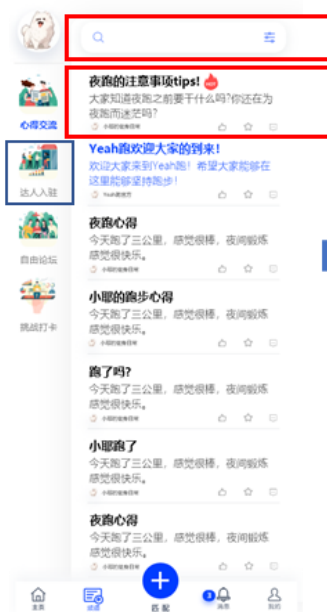 夜跑的注意事项tips!
大家知道夜跑之前要干什么吗?你还在为
夜跑而迷茫吗?
心得交流
Yeah跑欢迎大家的到来!
欢迎大家来到Yeah跑! 希望大家能够在
这里能够坚持跑步!
达人入驻
夜跑心得
今天跑了三公里,感觉很棒,夜间锻炼
感觉很快乐。
自由论坛
小耶的跑步心得
今天跑了三公里,感觉很棒,夜间锻炼
感觉很快乐。
挑战打卡
跑了吗?
今天跑了三公里,感觉很棒,夜间锻炼
感觉很快乐。
小耶跑了
今天跑了三公里,感觉很棒,夜间锻炼
感觉很快乐。
夜跑心得
今天跑了三公里,感觉很棒,夜间锻炼
感觉很快乐。
3
主页
匹配
消息
我的